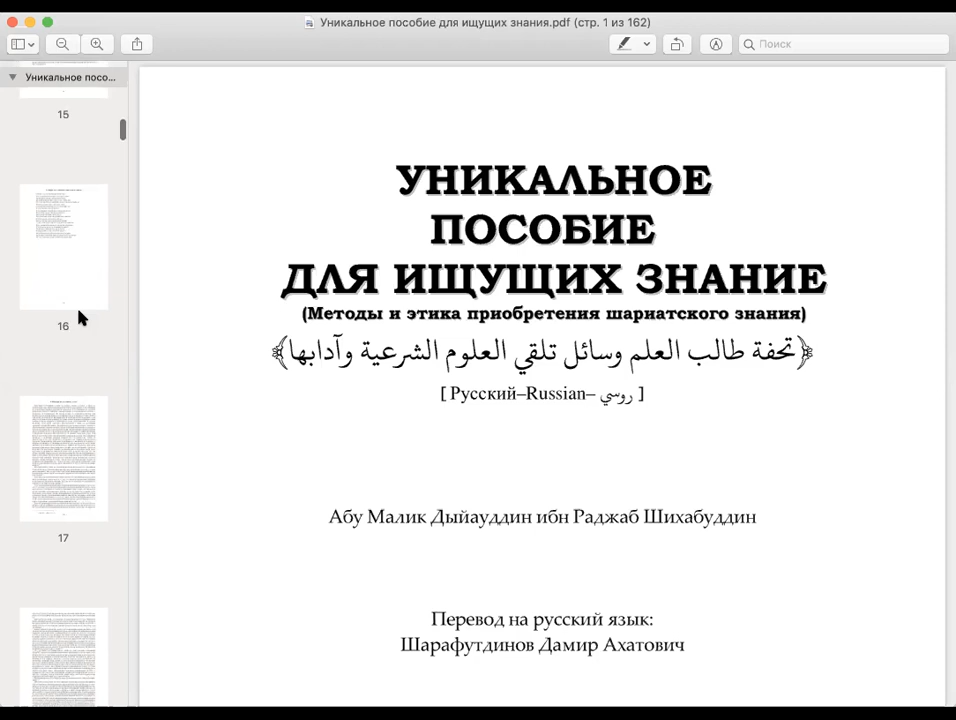 Уникальное пособие для ищущих знания.pdf (стр. 1 из 162)
Поиск
Уникальное посо...
15
16
17
УНИКАЛЬНОЕ
ПОСОБИЕ
ДЛЯ ИЩУЩИХ ЗНАНИЕ
(Методы и этика приобретения шариатского знания)
﴿تحفة طالب العلم وسائل تلقي العلوم الشرعية وآدابها﴾
[ Русский–Russian– روسي ]
Абу Малик Дыйауддин ибн Раджаб Шихабуддин
Перевод на русский язык:
Шарафутдинов Дамир Ахатович